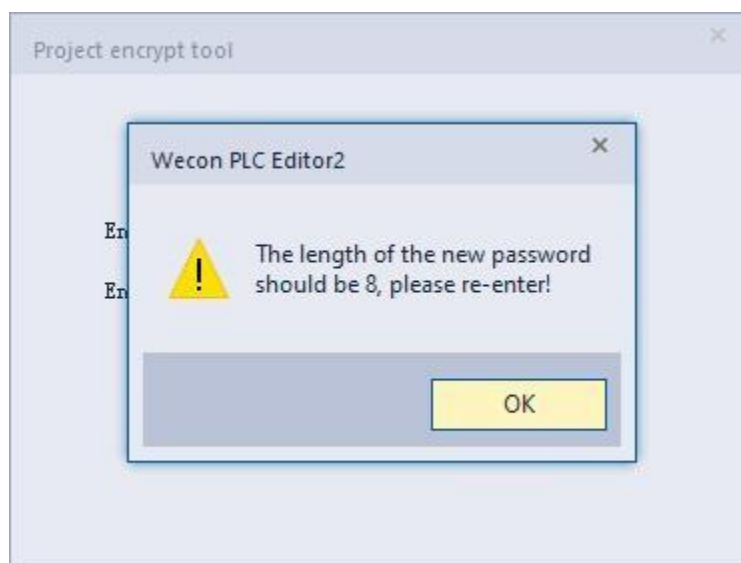 Project encrypt tool
Wecon PLC Editor2
The length of the new password
should be 8, please re-enter!
OK